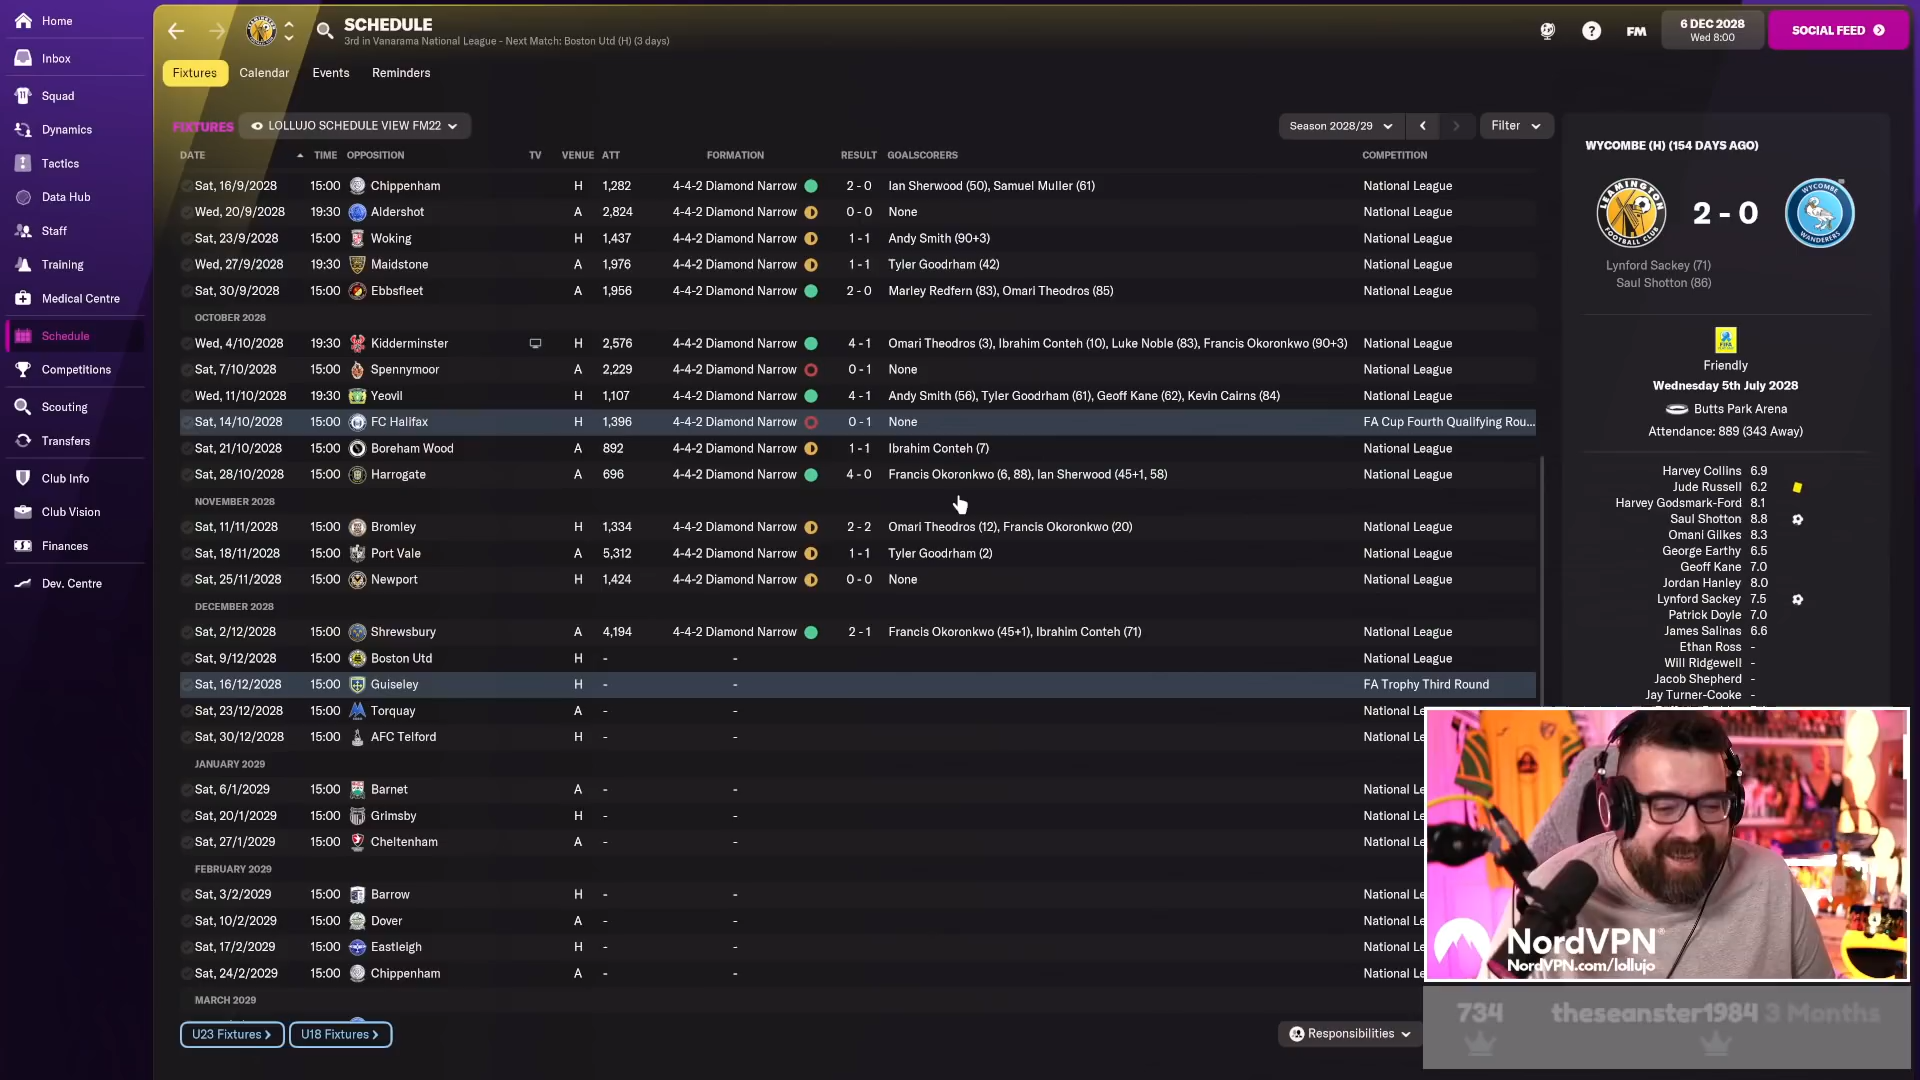 Home
Inbox
Squad
Dynamics
Tactics
Data Hub
Staff
Training
Medical Centre
Schedule
Competitions
Scouting
Transfers
Club Info
Club Vision
Finances
Dev. Centre
SCHEDULE
3rd in Vanarama National League - Next Match: Boston Utd (H) (3 days)
FM
6 DEC 2028
Wed 8:00
SOCIAL FEED
Fixtures Calendar Events Reminders
FIXTURES LOLLUJO SCHEDULE VIEW FM22 Season 2028/29 Filter
DATE TIME OPPOSITION TV VENUE ATT FORMATION RESULT GOALSCORERS COMPETITION
Sat, 16/9/2028 15:00 Chippenham H 1,282 4-4-2 Diamond Narrow 2 - 0 Ian Sherwood (50), Samuel Muller (61) National League
Wed, 20/9/2028 19:30 Aldershot A 2,824 4-4-2 Diamond Narrow 0 - 0 None National League
Sat, 23/9/2028 15:00 Woking H 1,437 4-4-2 Diamond Narrow 1 - 1 Andy Smith (90+3) National League
Wed, 27/9/2028 19:30 Maidstone A 1,976 4-4-2 Diamond Narrow 1 - 1 Tyler Goodrham (42) National League
Sat, 30/9/2028 15:00 Ebbsfleet A 1,956 4-4-2 Diamond Narrow 2 - 0 Marley Redfern (83), Omari Theodros (85) National League
OCTOBER 2028
Wed, 4/10/2028 19:30 Kidderminster H 2,576 4-4-2 Diamond Narrow 4 - 1 Omari Theodros (3), Ibrahim Conteh (10), Luke Noble (83), Francis Okoronkwo (90+3) National League
Sat, 7/10/2028 15:00 Spennymoor A 2,229 4-4-2 Diamond Narrow 0 - 1 None National League
Wed, 11/10/2028 19:30 Yeovil H 1,107 4-4-2 Diamond Narrow 4 - 1 Andy Smith (56), Tyler Goodrham (61), Geoff Kane (62), Kevin Cairns (84) National League
Sat, 14/10/2028 15:00 FC Halifax H 1,396 4-4-2 Diamond Narrow 0 - 1 None FA Cup Fourth Qualifying Rou...
Sat, 21/10/2028 15:00 Boreham Wood A 892 4-4-2 Diamond Narrow 1 - 1 Ibrahim Conteh (7) National League
Sat, 28/10/2028 15:00 Harrogate A 696 4-4-2 Diamond Narrow 4 - 0 Francis Okoronkwo (6, 88), Ian Sherwood (45+1, 58) National League
NOVEMBER 2028
Sat, 11/11/2028 15:00 Bromley H 1,334 4-4-2 Diamond Narrow 2 - 2 Omari Theodros (12), Francis Okoronkwo (20) National League
Sat, 18/11/2028 15:00 Port Vale A 5,312 4-4-2 Diamond Narrow 1 - 1 Tyler Goodrham (2) National League
Sat, 25/11/2028 15:00 Newport H 1,424 4-4-2 Diamond Narrow 0 - 0 None National League
DECEMBER 2028
Sat, 2/12/2028 15:00 Shrewsbury A 4,194 4-4-2 Diamond Narrow 2 - 1 Francis Okoronkwo (45+1), Ibrahim Conteh (71) National League
Sat, 9/12/2028 15:00 Boston Utd H - - National League
Sat, 16/12/2028 15:00 Guiseley H - - FA Trophy Third Round
Sat, 23/12/2028 15:00 Torquay A - - National Le
Sat, 30/12/2028 15:00 AFC Telford H - - National Le
JANUARY 2029
Sat, 6/1/2029 15:00 Barnet A - - National Le
Sat, 20/1/2029 15:00 Grimsby H - - National Le
Sat, 27/1/2029 15:00 Cheltenham A - - National Le
FEBRUARY 2029
Sat, 3/2/2029 15:00 Barrow H - - National Le
Sat, 10/2/2029 15:00 Dover A - - National Le
Sat, 17/2/2029 15:00 Eastleigh H - - National Le
Sat, 24/2/2029 15:00 Chippenham A - - National Le
MARCH 2029
U23 Fixtures U18 Fixtures Responsibilities
WYCOMBE (H) (154 DAYS AGO)
LEAMINGTON
FOOTBALL CLUB
2 - 0
WYCOMBE
WANDERERS
Lynford Sackey (71)
Saul Shotton (86)
Friendly
Wednesday 5th July 2028
Butts Park Arena
Attendance: 889 (343 Away)
Harvey Collins 6.9
Jude Russell 6.2
Harvey Godsmark-Ford 8.1
Saul Shotton 8.8
Omani Gilkes 8.3
George Earthy 6.5
Geoff Kane 7.0
Jordan Hanley 8.0
Lynford Sackey 7.5
Patrick Doyle 7.0
James Salinas 6.6
Ethan Ross -
Will Ridgewell -
Jacob Shepherd -
Jay Turner-Cooke -
NordVPN
NordVPN.com/lollujo
734 theseanster1984 3 Months